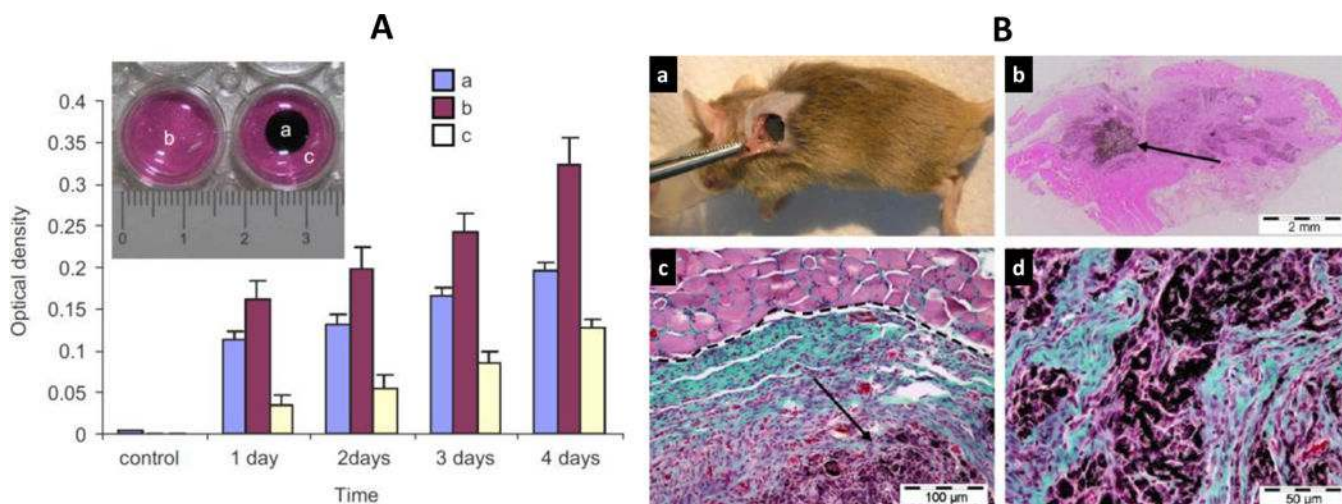 A
B
a
b
c
0.4
0.35
0.3
0.25
0.2
0.15
0.1
0.05
0
Optical density
b
a
c
0 1 2 3
control 1 day 2days 3 days 4 days
Time
a
b
2 mm
c
100 µm
d
50 µm